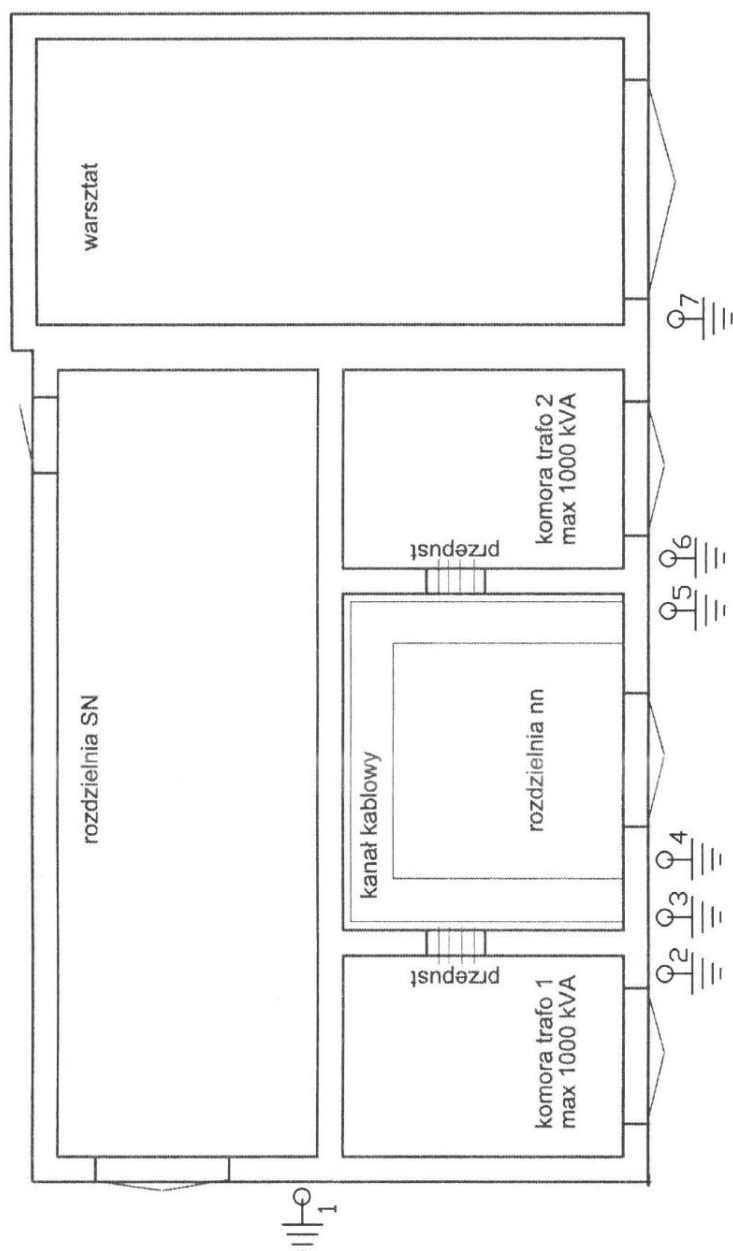 warsztat
rozdzielnia SN
komora trafo 2
max 1000 kVA
przepust
kanał kablowy
rozdzielnia nn
przepust
komora trafo 1
max 1000 kVA
1
2
3
4
5
6
7